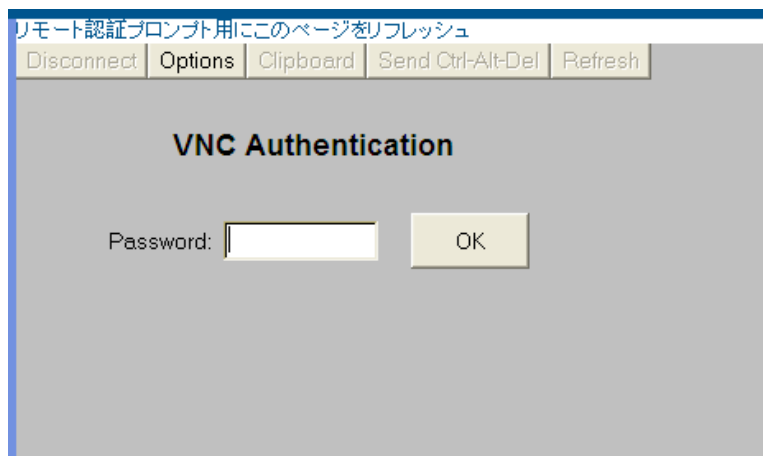 リモート認証プロンプト用にこのページをリフレッシュ
Disconnect Options Clipboard Send Ctrl-Alt-Del Refresh
VNC Authentication
Password: OK